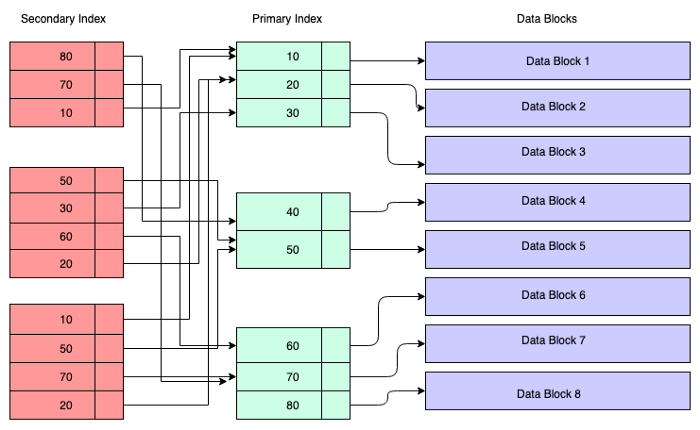 Secondary Index
Primary Index
Data Blocks
80
70
10
50
30
60
20
10
50
70
20
10
20
30
40
50
60
70
80
Data Block 1
Data Block 2
Data Block 3
Data Block 4
Data Block 5
Data Block 6
Data Block 7
Data Block 8